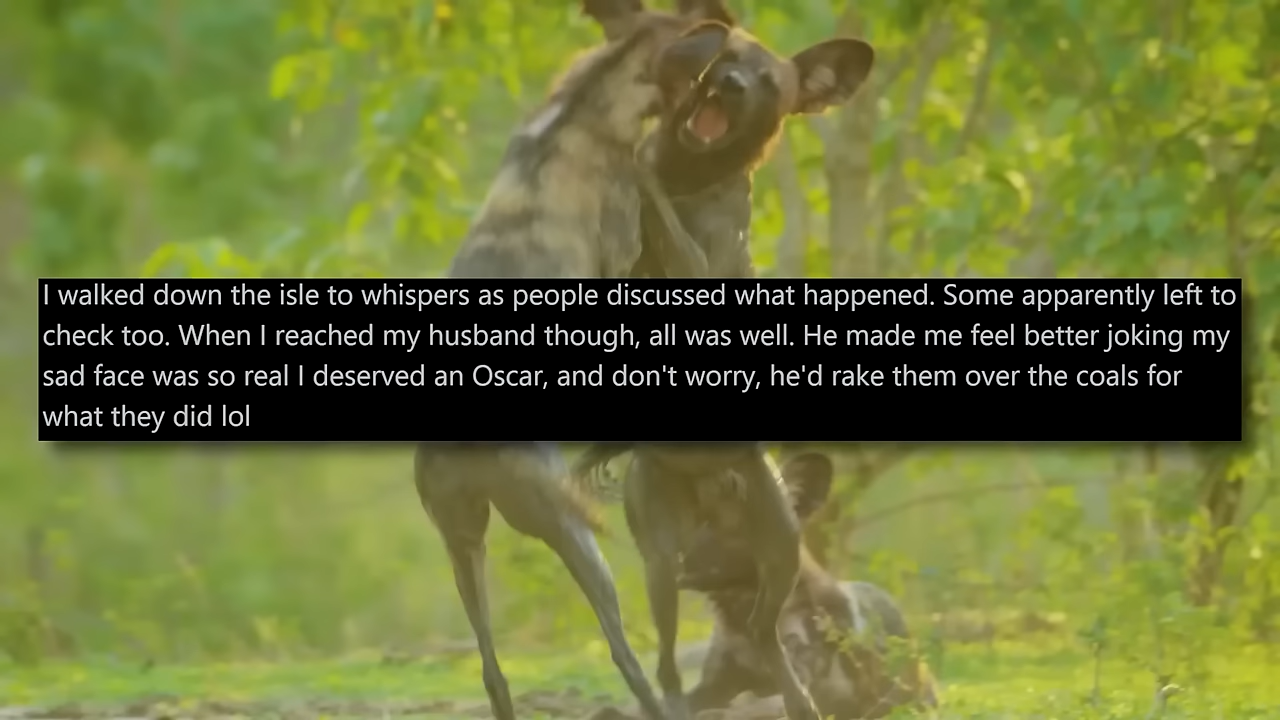 I walked down the isle to whispers as people discussed what happened. Some apparently left to
check too. When I reached my husband though, all was well. He made me feel better joking my
sad face was so real I deserved an Oscar, and don't worry, he'd rake them over the coals for
what they did lol